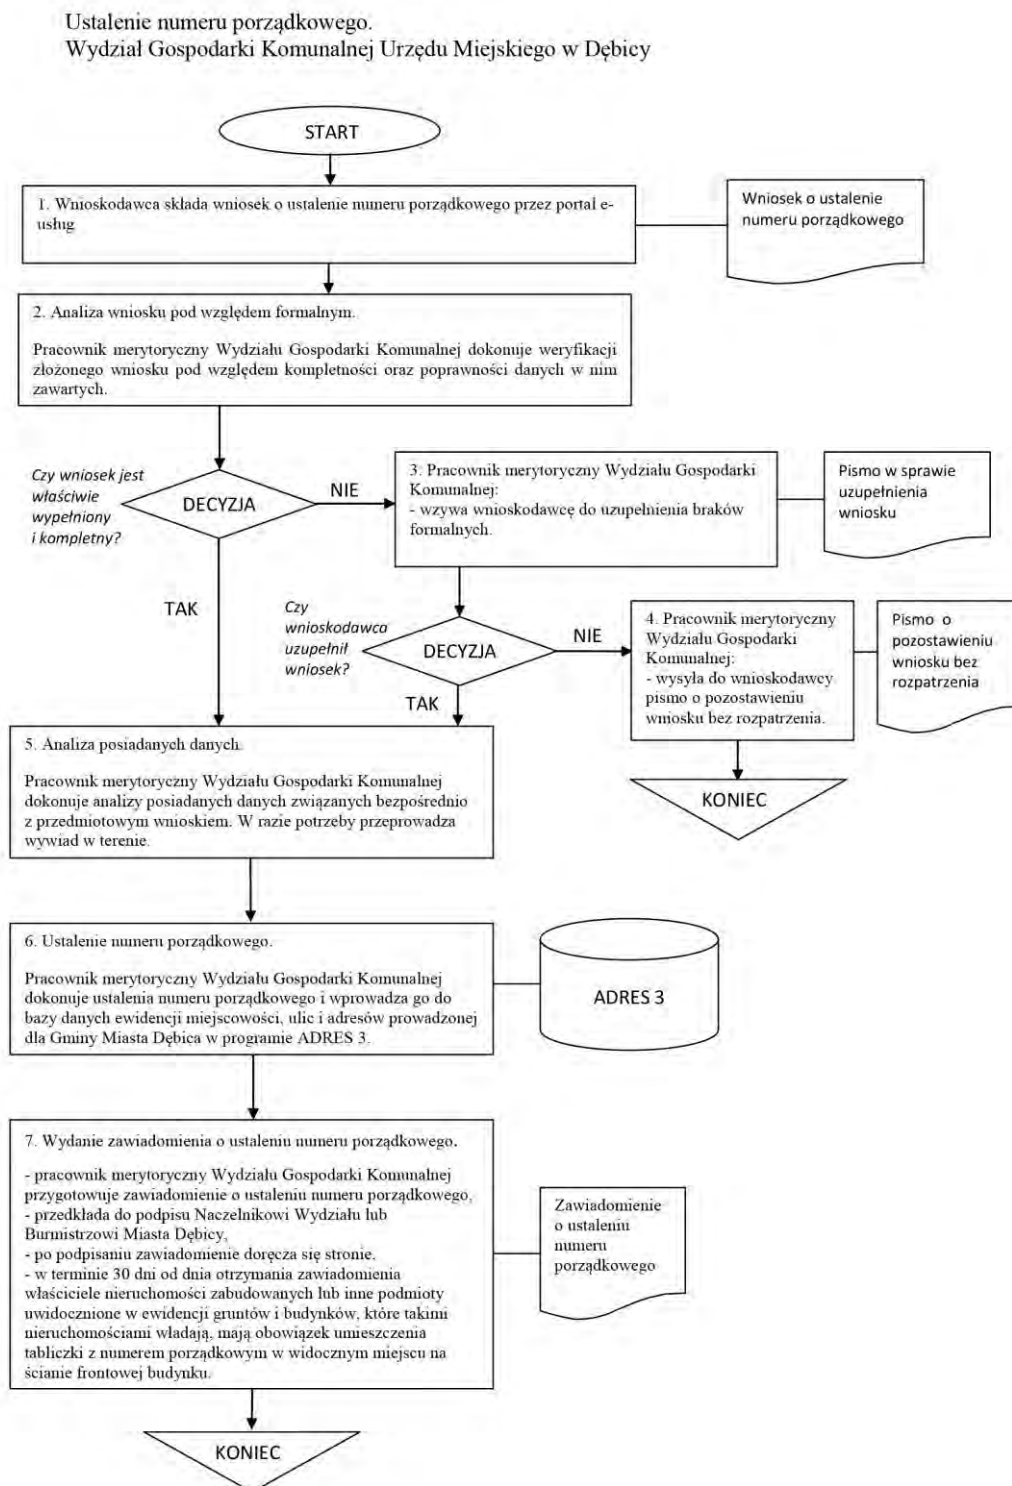 Ustalenie numeru porządkowego.
Wydział Gospodarki Komunalnej Urzędu Miejskiego w Dębicy
START
1. Wnioskodawca składa wniosek o ustalenie numeru porządkowego przez portal e-
usług
Wniosek o ustalenie
numeru porządkowego
2. Analiza wniosku pod względem formalnym.
Pracownik merytoryczny Wydziału Gospodarki Komunalnej dokonuje weryfikacji
złożonego wniosku pod względem kompletności oraz poprawności danych w nim
zawartych.
Czy wniosek jest
właściwie
wypełniony
i kompletny?
DECYZJA
NIE
TAK
3. Pracownik merytoryczny Wydziału Gospodarki
Komunalnej:
- wzywa wnioskodawcę do uzupełnienia braków
formalnych.
Pismo w sprawie
uzupełnienia
wniosku
Czy
wnioskodawca
uzupełnił
wniosek?
DECYZJA
NIE
TAK
4. Pracownik merytoryczny
Wydziału Gospodarki
Komunalnej:
- wysyła do wnioskodawcy
pismo o pozostawieniu
wniosku bez rozpatrzenia.
Pismo o
pozostawieniu
wniosku bez
rozpatrzenia
KONIEC
5. Analiza posiadanych danych.
Pracownik merytoryczny Wydziału Gospodarki Komunalnej
dokonuje analizy posiadanych danych związanych bezpośrednio
z przedmiotowym wnioskiem. W razie potrzeby przeprowadza
wywiad w terenie.
6. Ustalenie numeru porządkowego.
Pracownik merytoryczny Wydziału Gospodarki Komunalnej
dokonuje ustalenia numeru porządkowego i wprowadza go do
bazy danych ewidencji miejscowości, ulic i adresów prowadzonej
dla Gminy Miasta Dębica w programie ADRES 3.
ADRES 3
7. Wydanie zawiadomienia o ustaleniu numeru porządkowego.
- pracownik merytoryczny Wydziału Gospodarki Komunalnej
przygotowuje zawiadomienie o ustaleniu numeru porządkowego,
- przedkłada do podpisu Naczelnikowi Wydziału lub
Burmistrzowi Miasta Dębicy,
- po podpisaniu zawiadomienie doręcza się stronie.
- w terminie 30 dni od dnia otrzymania zawiadomienia
właściciele nieruchomości zabudowanych lub inne podmioty
uwidocznione w ewidencji gruntów i budynków, które takimi
nieruchomościami władają, mają obowiązek umieszczenia
tabliczki z numerem porządkowym w widocznym miejscu na
ścianie frontowej budynku.
Zawiadomienie
o ustaleniu
numeru
porządkowego
KONIEC